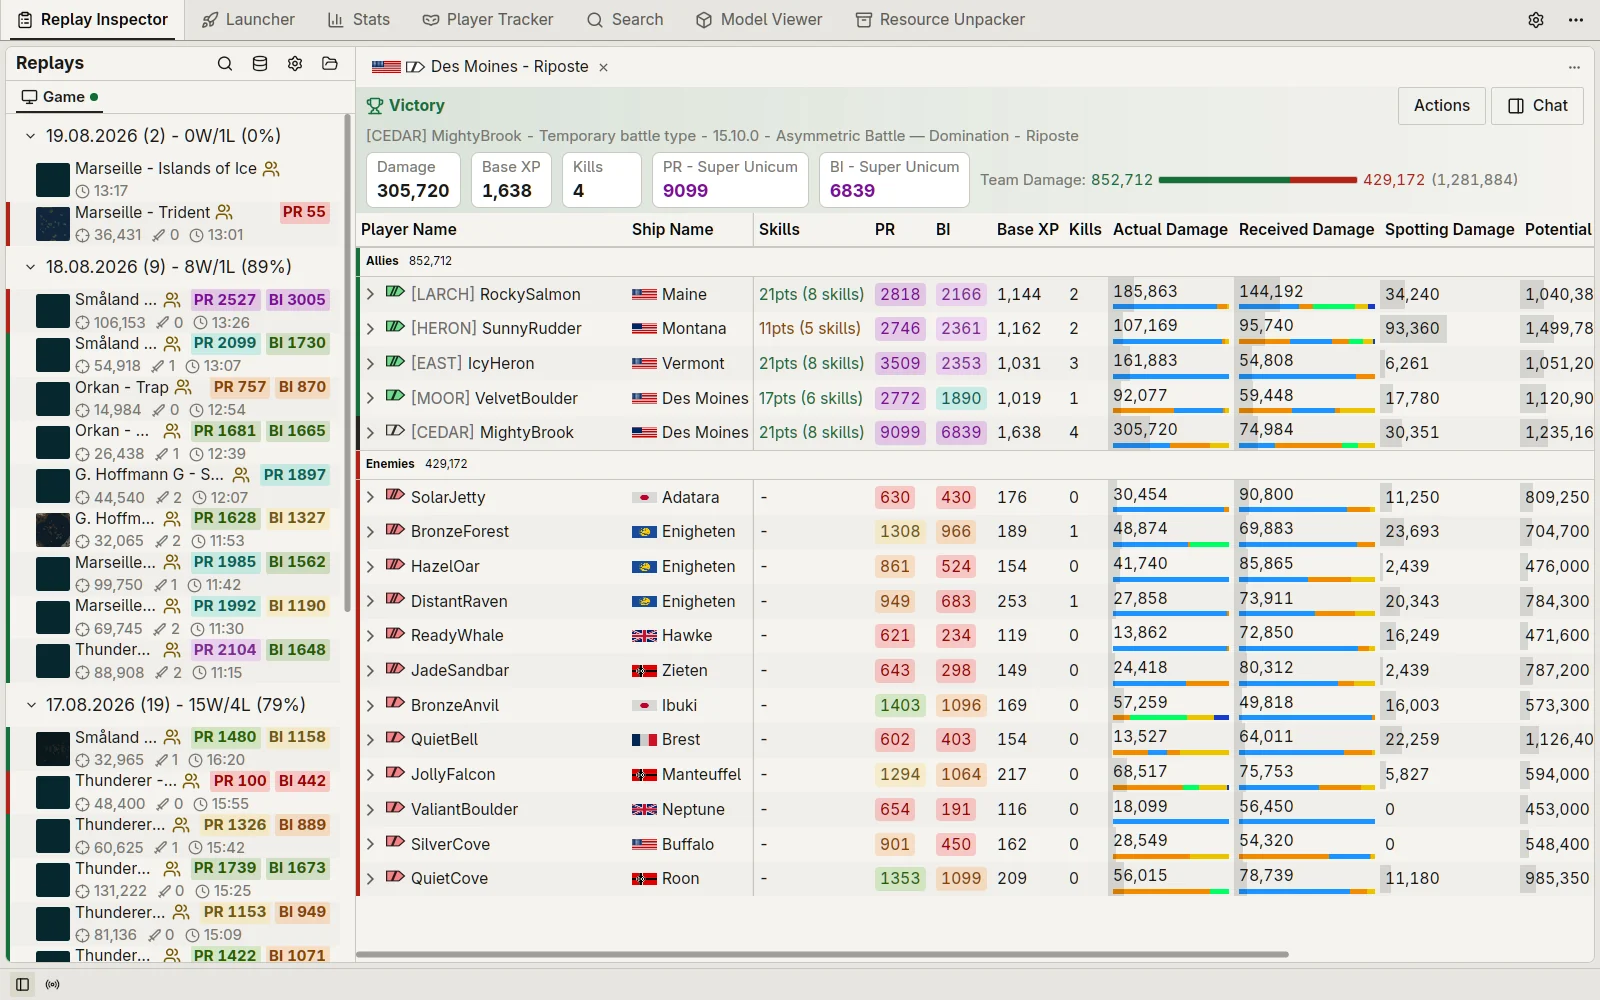 Replay Inspector
Launcher
Stats
Player Tracker
Search
Model Viewer
Resource Unpacker
Replays
Game
19.08.2026 (2) - 0W/1L (0%)
Marseille - Islands of Ice
13:17
Marseille - Trident PR 55
36,431 0 13:01
18.08.2026 (9) - 8W/1L (89%)
Småland ... PR 2527 BI 3005
106,153 0 13:26
Småland ... PR 2099 BI 1730
54,918 1 13:07
Orkan - Trap PR 757 BI 870
14,984 0 12:54
Orkan - ... PR 1681 BI 1665
26,438 1 12:39
G. Hoffmann G - S... PR 1897
44,540 2 12:07
G. Hoffm... PR 1628 BI 1327
32,065 2 11:53
Marseille... PR 1985 BI 1562
99,750 1 11:42
Marseille... PR 1992 BI 1190
69,745 2 11:30
Thunder... PR 2104 BI 1648
88,908 2 11:15
17.08.2026 (19) - 15W/4L (79%)
Småland ... PR 1480 BI 1158
32,965 1 16:20
Thunderer -... PR 100 BI 442
48,400 0 15:55
Thunderer... PR 1326 BI 889
60,625 1 15:42
Thunder... PR 1739 BI 1673
131,222 0 15:25
Thunderer... PR 1153 BI 949
81,136 0 15:09
Thunder... PR 1422 BI 1071
Des Moines - Riposte ×
Victory
Actions
Chat
[CEDAR] MightyBrook - Temporary battle type - 15.10.0 - Asymmetric Battle — Domination - Riposte
Damage
305,720
Base XP
1,638
Kills
4
PR - Super Unicum
9099
BI - Super Unicum
6839
Team Damage: 852,712 429,172 (1,281,884)
Player Name Ship Name Skills PR BI Base XP Kills Actual Damage Received Damage Spotting Damage Potential
Allies 852,712
[LARCH] RockySalmon Maine 21pts (8 skills) 2818 2166 1,144 2 185,863 144,192 34,240 1,040,38
[HERON] SunnyRudder Montana 11pts (5 skills) 2746 2361 1,162 2 107,169 95,740 93,360 1,499,78
[EAST] IcyHeron Vermont 21pts (8 skills) 3509 2353 1,031 3 161,883 54,808 6,261 1,051,20
[MOOR] VelvetBoulder Des Moines 17pts (6 skills) 2772 1890 1,019 1 92,077 59,448 17,780 1,120,90
[CEDAR] MightyBrook Des Moines 21pts (8 skills) 9099 6839 1,638 4 305,720 74,984 30,351 1,235,16
Enemies 429,172
SolarJetty Adatara - 630 430 176 0 30,454 90,800 11,250 809,250
BronzeForest Enigheten - 1308 966 189 1 48,874 69,883 23,693 704,700
HazelOar Enigheten - 861 524 154 0 41,740 85,865 2,439 476,000
DistantRaven Enigheten - 949 683 253 1 27,858 73,911 20,343 784,300
ReadyWhale Hawke - 621 234 119 0 13,862 72,850 16,249 471,600
JadeSandbar Zieten - 643 298 149 0 24,418 80,312 2,439 787,200
BronzeAnvil Ibuki - 1403 1096 169 0 57,259 49,818 16,003 573,300
QuietBell Brest - 602 403 154 0 13,527 64,011 22,259 1,126,40
JollyFalcon Manteuffel - 1294 1064 217 0 68,517 75,753 5,827 594,000
ValiantBoulder Neptune - 654 191 116 0 18,099 56,450 0 453,000
SilverCove Buffalo - 901 450 162 0 28,549 54,320 0 548,400
QuietCove Roon - 1353 1099 209 0 56,015 78,739 11,180 985,350